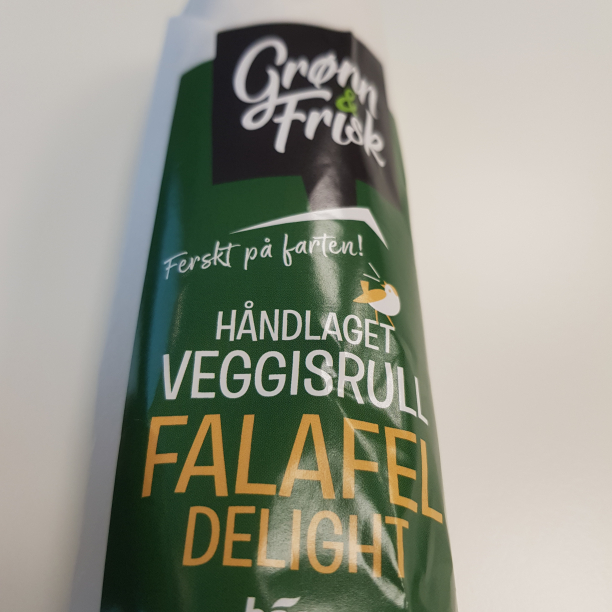 Grønn
&
Frisk
Ferskt på farten!
HÅNDLAGET
VEGGISRULL
FALAFEL
DELIGHT